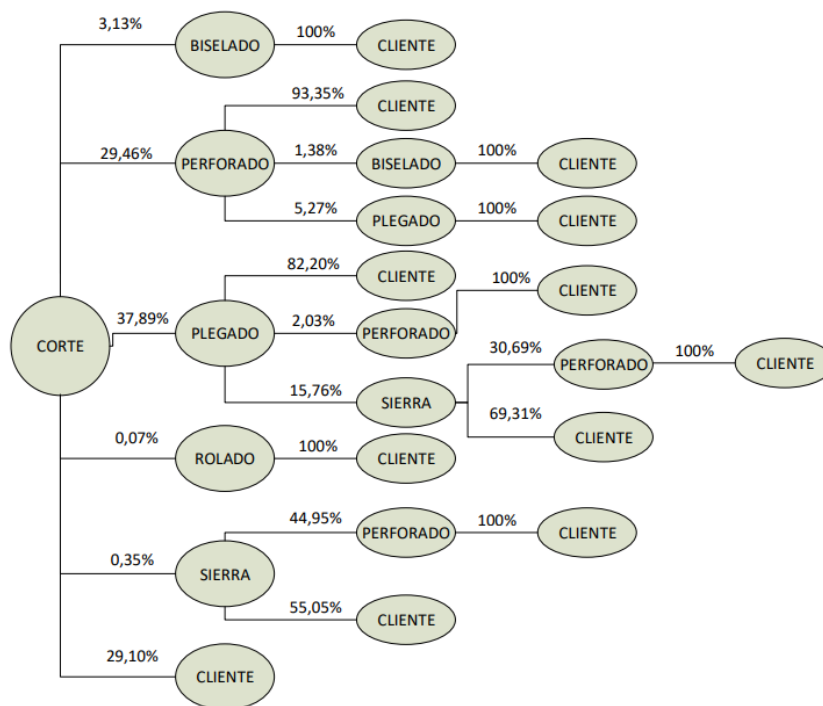 3,13%
BISELADO
100%
CLIENTE
93,35%
CLIENTE
29,46%
PERFORADO
1,38%
BISELADO
100%
CLIENTE
5,27%
PLEGADO
100%
CLIENTE
82,20%
CLIENTE
100%
CLIENTE
CORTE
37,89%
PLEGADO
2,03%
PERFORADO
30,69%
PERFORADO
100%
CLIENTE
15,76%
SIERRA
69,31%
CLIENTE
0,07%
ROLADO
100%
CLIENTE
44,95%
PERFORADO
100%
CLIENTE
0,35%
SIERRA
55,05%
CLIENTE
29,10%
CLIENTE